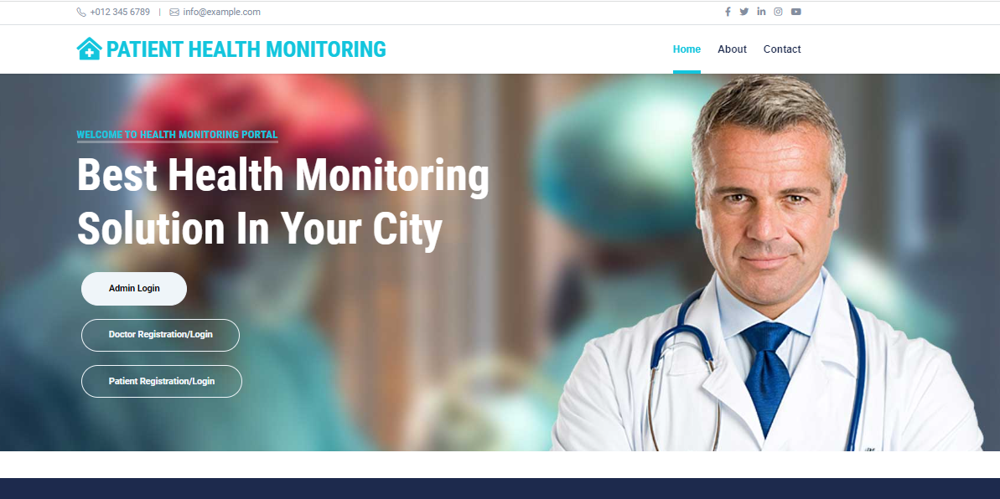 +012 345 6789 | info@example.com
PATIENT HEALTH MONITORING
Home About Contact
WELCOME TO HEALTH MONITORING PORTAL
Best Health Monitoring
Solution In Your City
Admin Login
Doctor Registration/Login
Patient Registration/Login